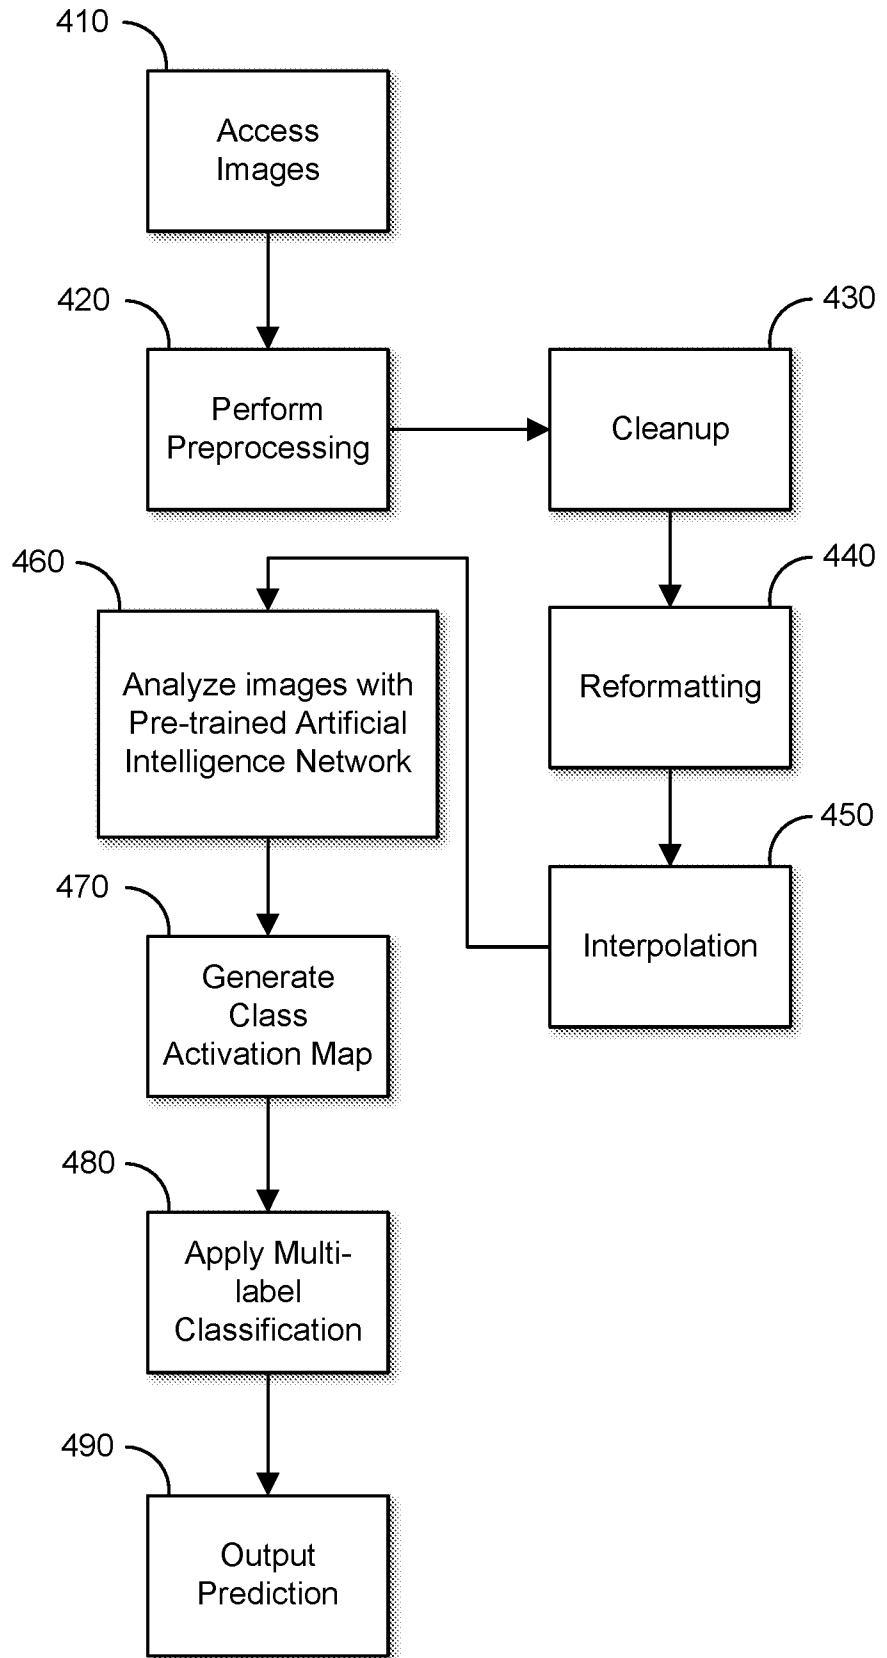 410
Access
Images
420
Perform
Preprocessing
430
Cleanup
440
Reformatting
450
Interpolation
460
Analyze images with
Pre-trained Artificial
Intelligence Network
470
Generate
Class
Activation Map
480
Apply Multi-
label
Classification
490
Output
Prediction